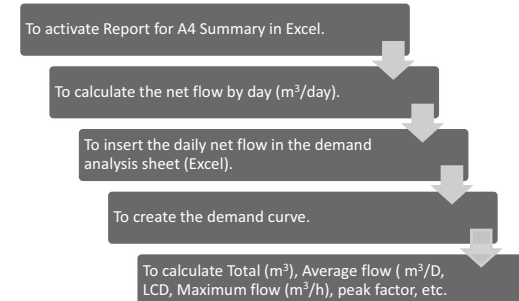 To activate Report for A4 Summary in Excel.
To calculate the net flow by day (m³/day).
To insert the daily net flow in the demand
analysis sheet (Excel).
To create the demand curve.
To calculate Total (m³), Average flow ( m³/D,
LCD, Maximum flow (m³/h), peak factor, etc.